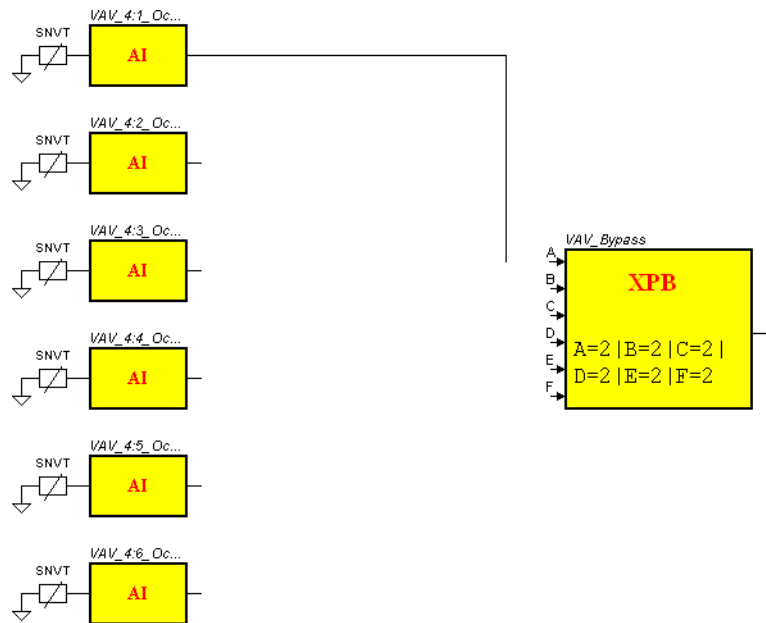 VAV_4:1_Oc...
SNVT
AI
VAV_4:2_Oc...
SNVT
AI
VAV_4:3_Oc...
SNVT
AI
VAV_4:4_Oc...
SNVT
AI
VAV_4:5_Oc...
SNVT
AI
VAV_4:6_Oc...
SNVT
AI
VAV_Bypass
A
B
C
D
E
F
XPB
A=2|B=2|C=2|
D=2|E=2|F=2